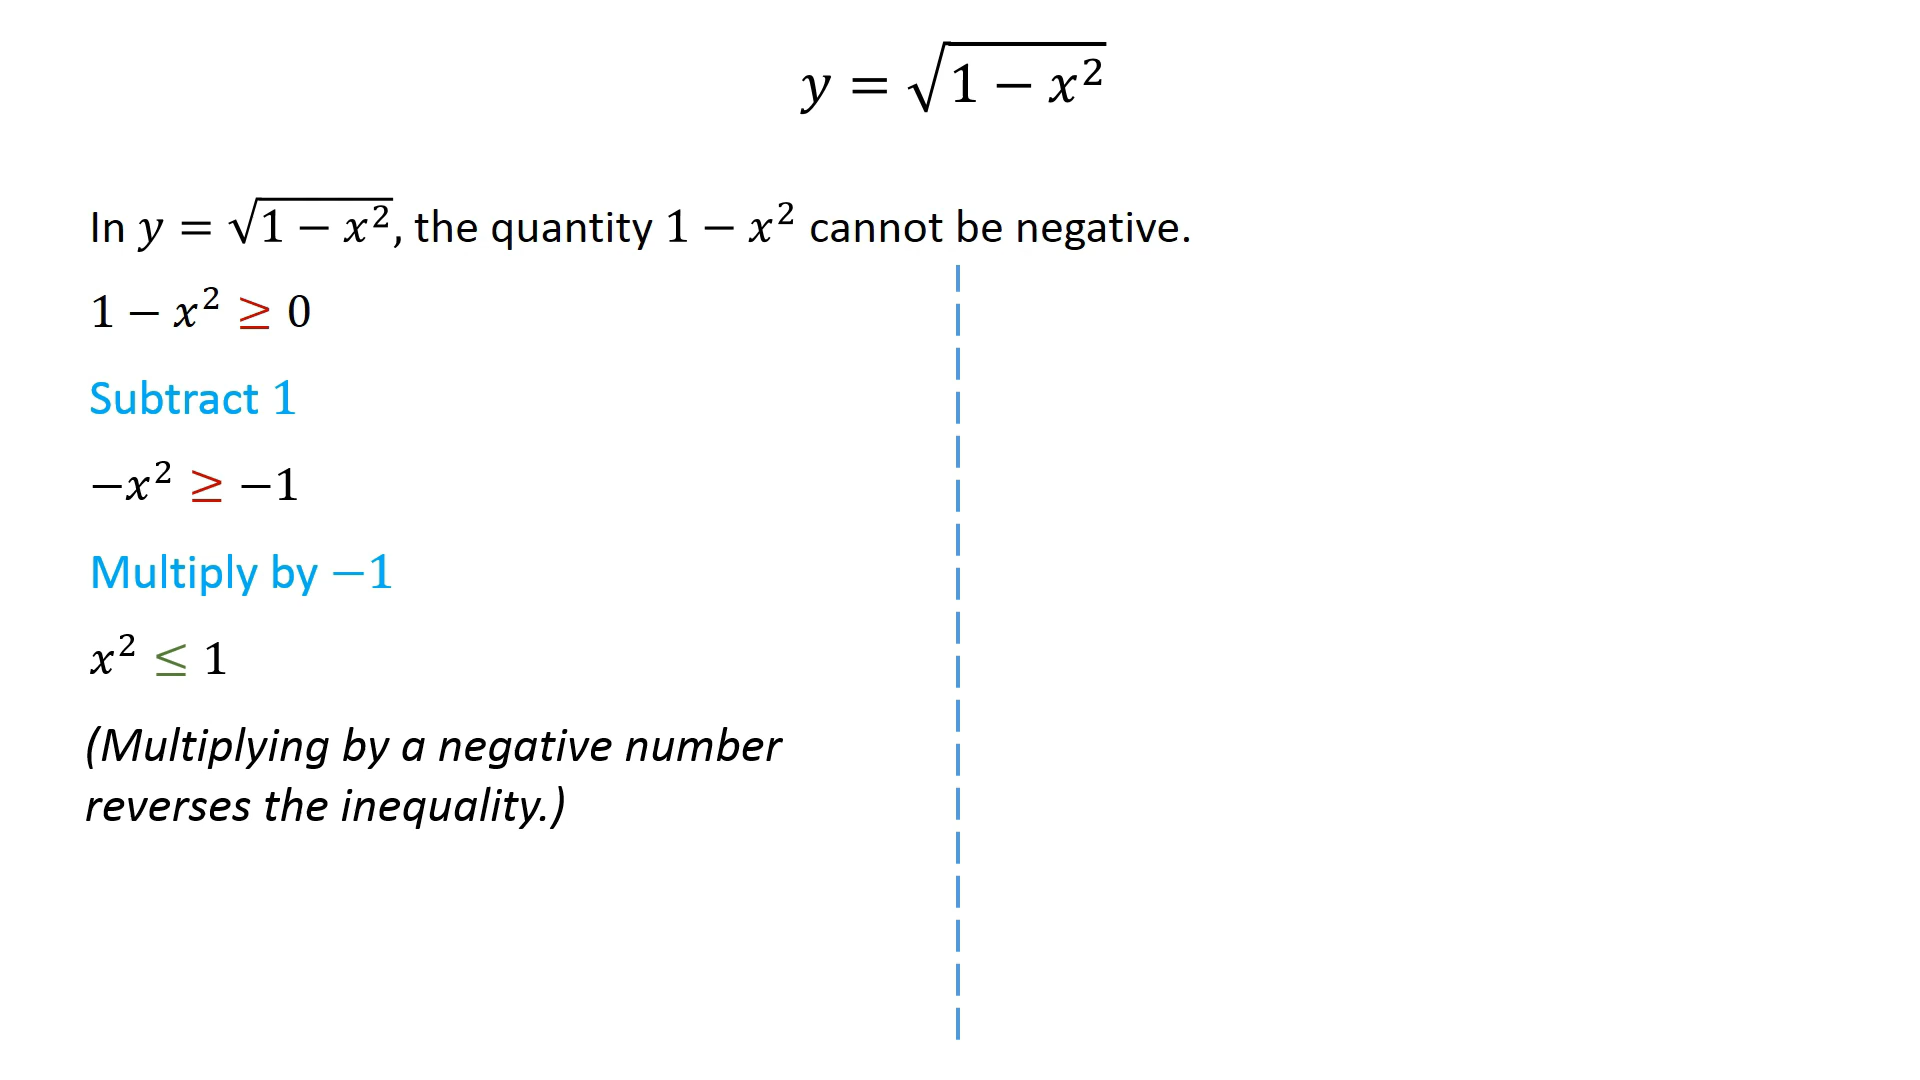 y = √(1 − x²)
In y = √(1 − x²), the quantity 1 − x² cannot be negative.
1 − x² ≥ 0
Subtract 1
−x² ≥ −1
Multiply by −1
x² ≤ 1
(Multiplying by a negative number
reverses the inequality.)